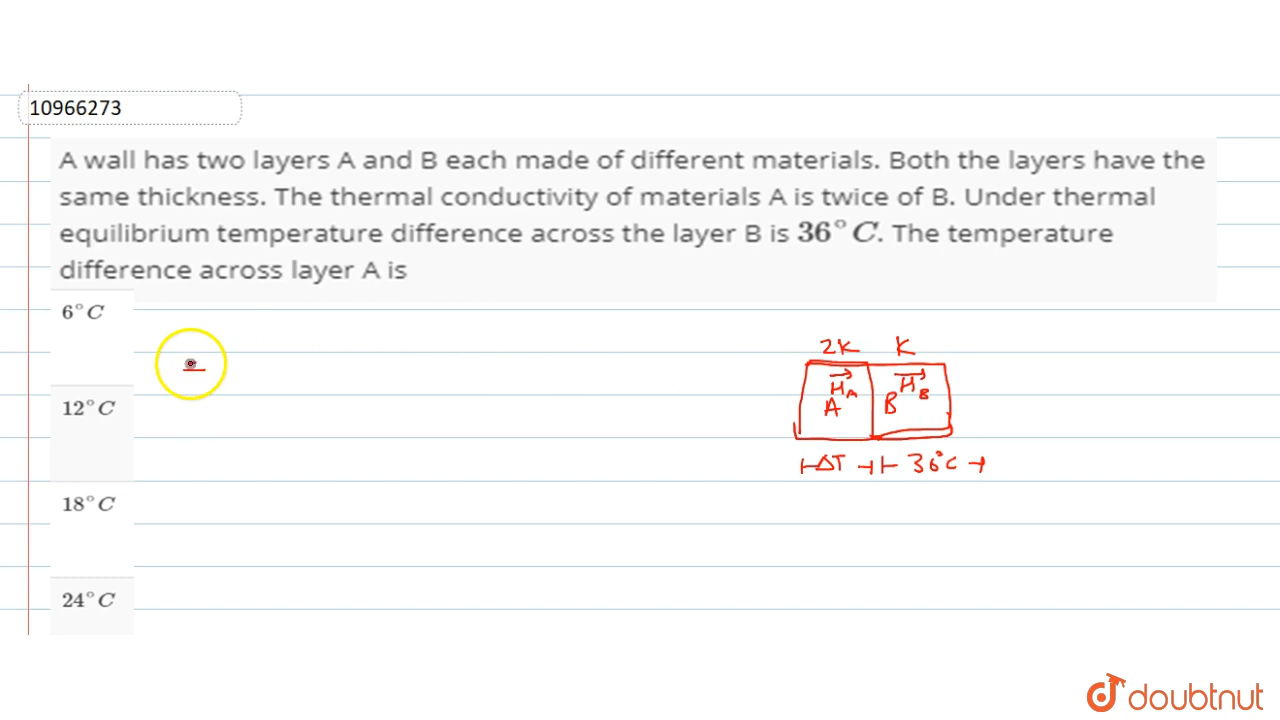 10966273
A wall has two layers A and B each made of different materials. Both the layers have the
same thickness. The thermal conductivity of materials A is twice of B. Under thermal
equilibrium temperature difference across the layer B is 36° C. The temperature
difference across layer A is
6° C
12° C
18° C
24° C
2K K
H_A H_B
A B
ΔT 36°C
doubtnut